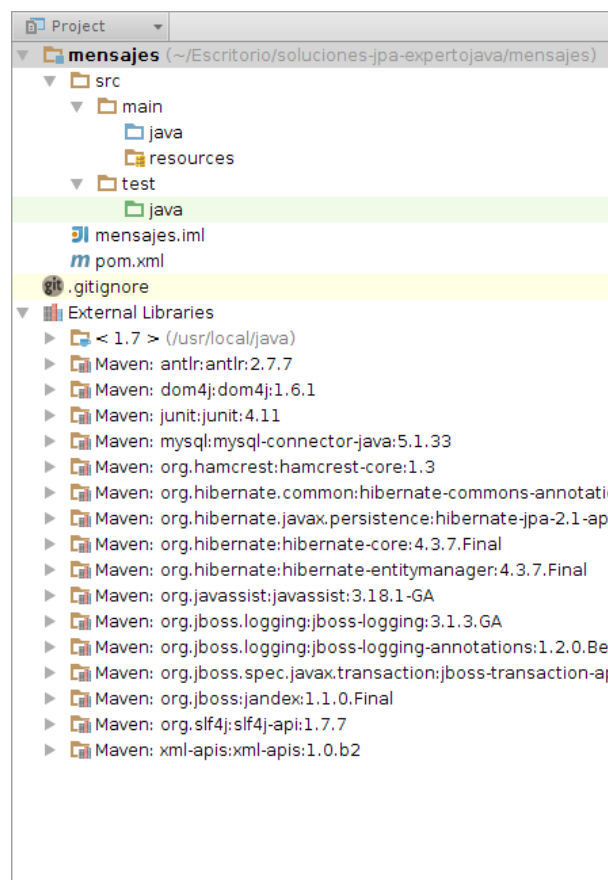 Project
mensajes (~/Escritorio/soluciones-jpa-expertojava/mensajes)
src
main
java
resources
test
java
mensajes.iml
m pom.xml
git .gitignore
External Libraries
< 1.7 > (/usr/local/java)
Maven: antlr:antlr:2.7.7
Maven: dom4j:dom4j:1.6.1
Maven: junit:junit:4.11
Maven: mysql:mysql-connector-java:5.1.33
Maven: org.hamcrest:hamcrest-core:1.3
Maven: org.hibernate.common:hibernate-commons-annotati
Maven: org.hibernate.javax.persistence:hibernate-jpa-2.1-ap
Maven: org.hibernate:hibernate-core:4.3.7.Final
Maven: org.hibernate:hibernate-entitymanager:4.3.7.Final
Maven: org.javassist:javassist:3.18.1-GA
Maven: org.jboss.logging:jboss-logging:3.1.3.GA
Maven: org.jboss.logging:jboss-logging-annotations:1.2.0.Be
Maven: org.jboss.spec.javax.transaction:jboss-transaction-ap
Maven: org.jboss:jandex:1.1.0.Final
Maven: org.slf4j:slf4j-api:1.7.7
Maven: xml-apis:xml-apis:1.0.b2